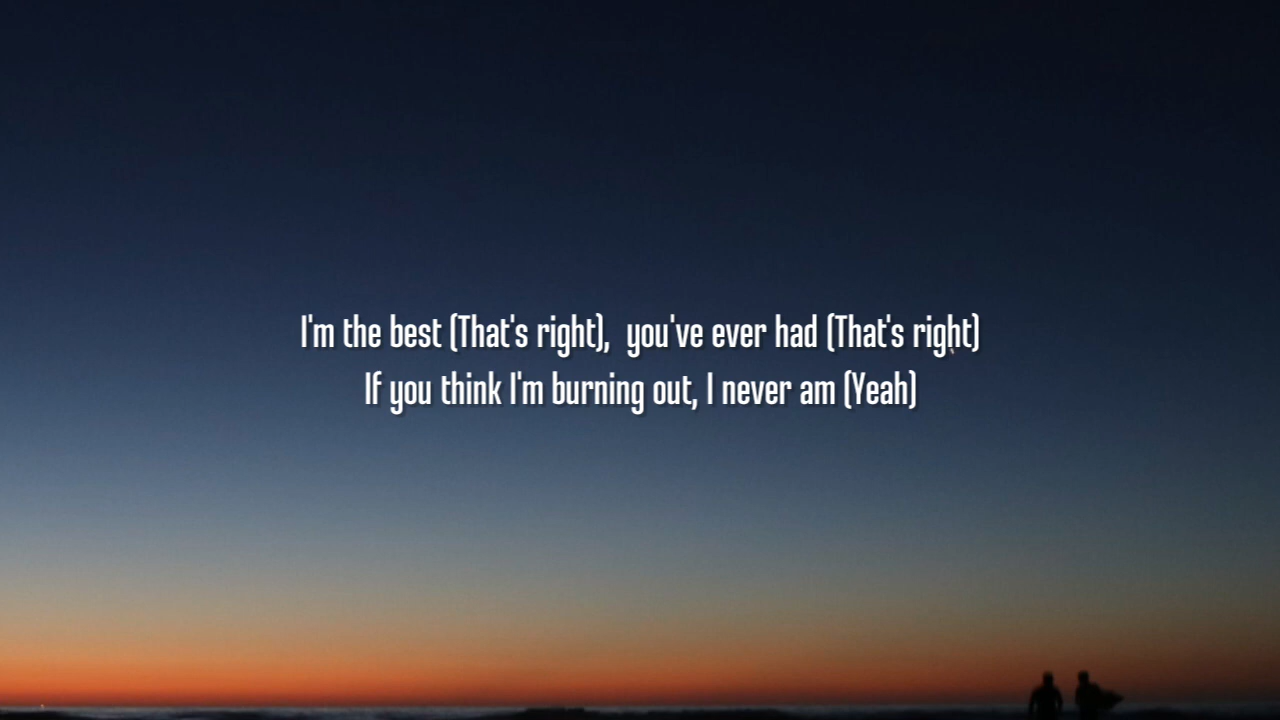 I'm the best (That's right), you've ever had (That's right)
If you think I'm burning out, I never am (Yeah)